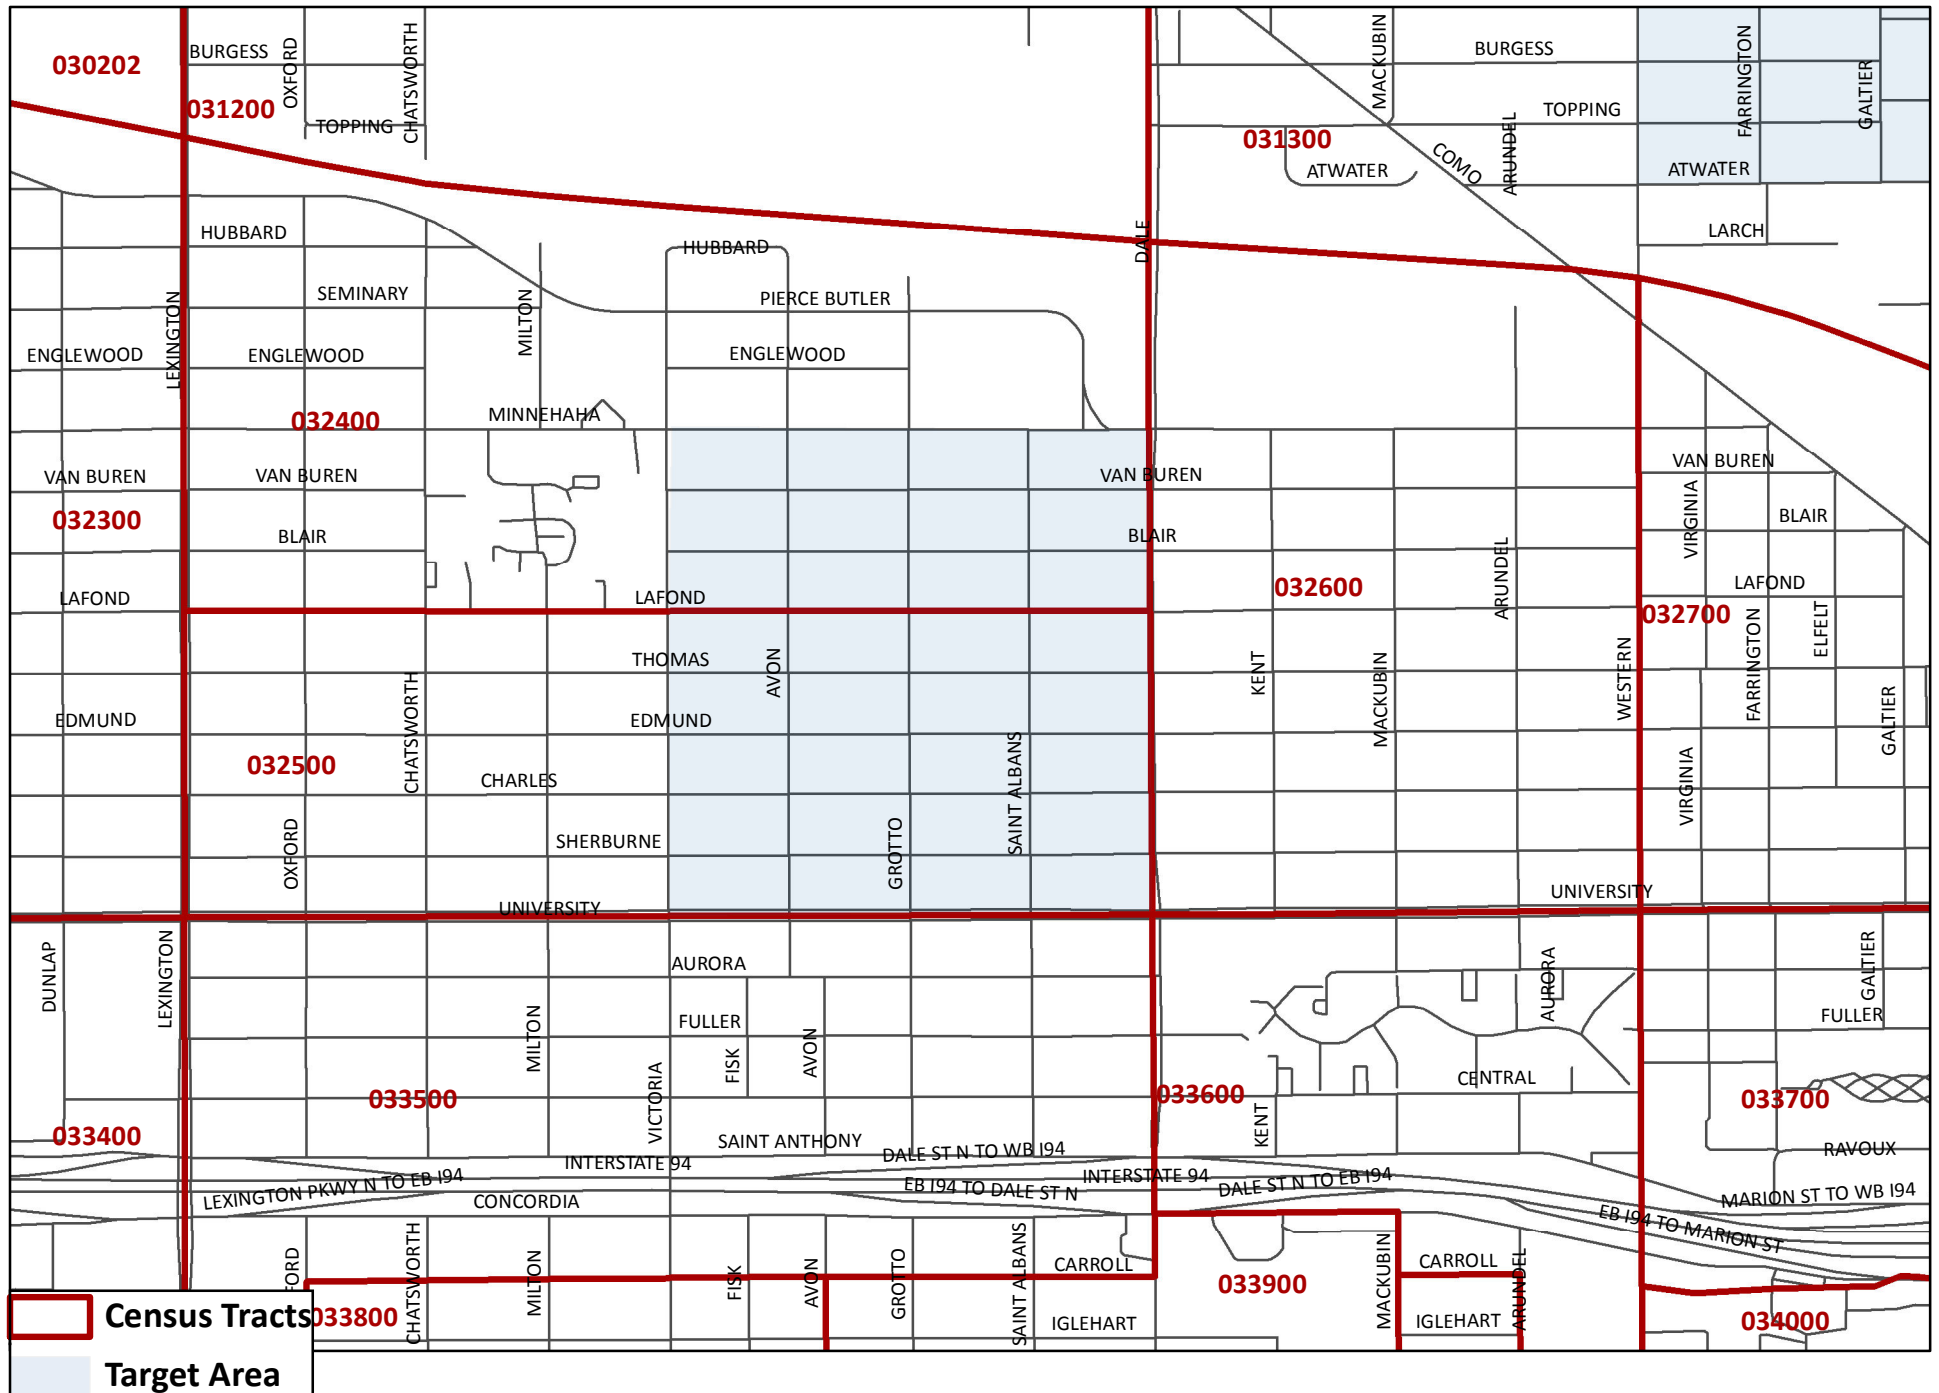 BURGESS
OXFORD
CHATSWORTH
MACKUBIN
BURGESS
FARRINGTON
GALTIER
030202
031200
TOPPING
TOPPING
031300
ARUNDEL
COMO
ATWATER
ATWATER
HUBBARD
HUBBARD
DALE
LARCH
SEMINARY
PIERCE BUTLER
LEXINGTON
MILTON
ENGLEWOOD
ENGLEWOOD
ENGLEWOOD
032400
MINNEHAHA
VAN BUREN
VAN BUREN
VAN BUREN
VAN BUREN
032300
VIRGINIA
BLAIR
BLAIR
BLAIR
ARUNDEL
032600
LAFOND
LAFOND
LAFOND
032700
FARRINGTON
ELFELT
THOMAS
AVON
KENT
MACKUBIN
WESTERN
EDMUND
CHATSWORTH
EDMUND
GALTIER
032500
CHARLES
SAINT ALBANS
VIRGINIA
OXFORD
SHERBURNE
GROTTO
UNIVERSITY
UNIVERSITY
DUNLAP
LEXINGTON
AURORA
AURORA
GALTIER
MILTON
FULLER
FULLER
FISK
AVON
VICTORIA
CENTRAL
033500
033600
033700
033400
KENT
SAINT ANTHONY
DALE ST N TO WB I94
RAVOUX
INTERSTATE 94
INTERSTATE 94
LEXINGTON PKWY N TO EB I94
EB I94 TO DALE ST N
DALE ST N TO EB I94
MARION ST TO WB I94
CONCORDIA
EB I94 TO MARION ST
FORD
CHATSWORTH
MILTON
FISK
AVON
GROTTO
SAINT ALBANS
CARROLL
033900
MACKUBIN
CARROLL
ARUNDEL
Census Tracts
033800
IGLEHART
IGLEHART
034000
Target Area